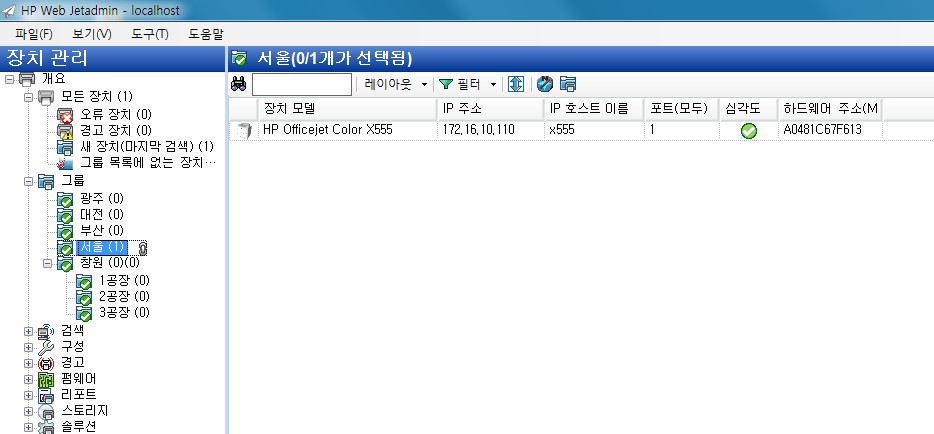 HP Web Jetadmin - localhost
파일(F) 보기(V) 도구(T) 도움말
장치 관리
개요
모든 장치 (1)
오류 장치 (0)
경고 장치 (0)
새 장치(마지막 검색) (1)
그룹 목록에 없는 장치…
그룹
광주 (0)
대전 (0)
부산 (0)
서울 (1)
창원 (0)(0)
1공장 (0)
2공장 (0)
3공장 (0)
검색
구성
경고
펌웨어
리포트
스토리지
솔루션
서울(0/1개가 선택됨)
레이아웃 필터
장치 모델 IP 주소 IP 호스트 이름 포트(모두) 심각도 하드웨어 주소(M
HP Officejet Color X555 172,16,10,110 x555 1 A0481C67F613